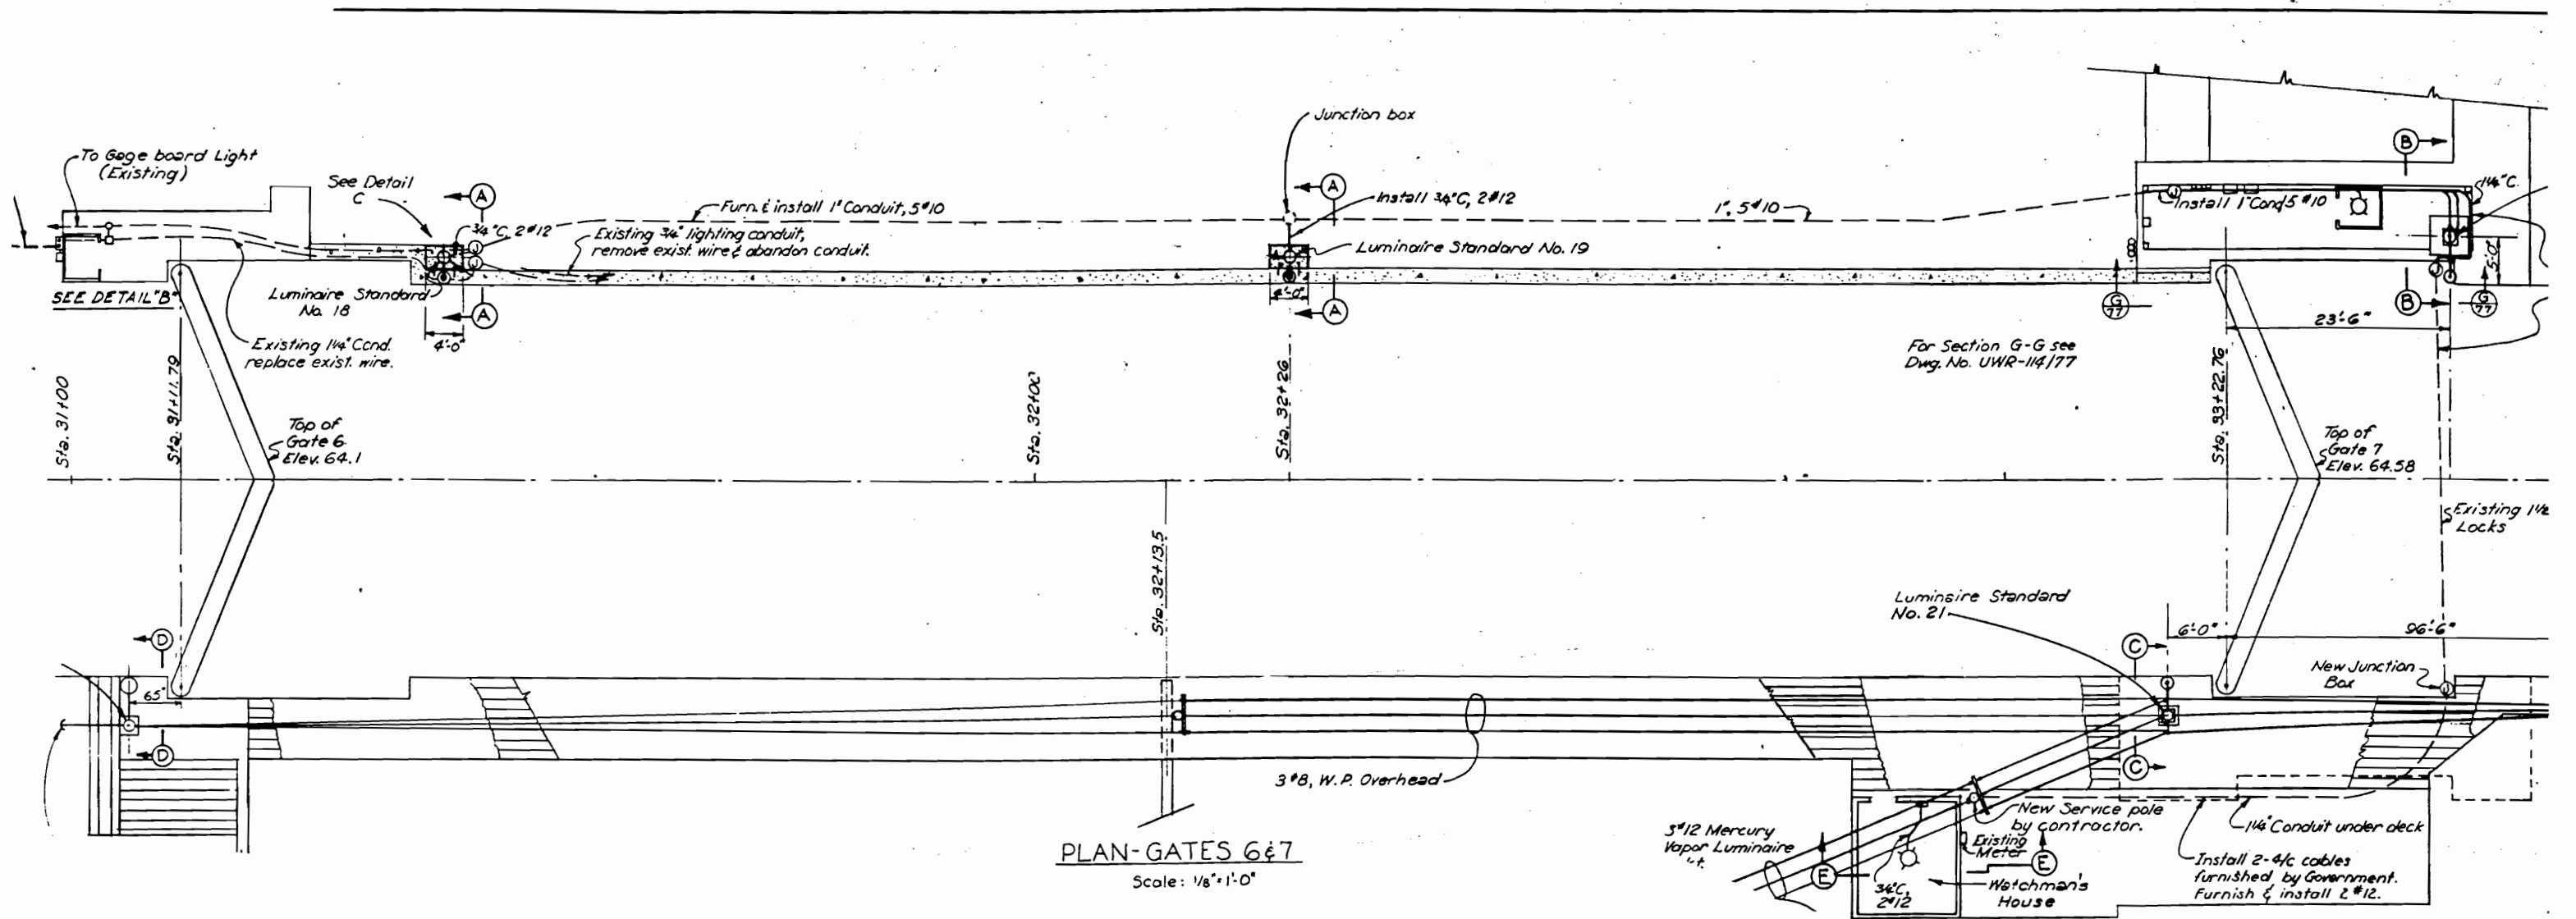 To Gage board Light
(Existing)
See Detail
C
A
A
Junction box
B
Furn. & install 1" Conduit, 5#10
Install 3/4"C, 2#12
1", 5#10
1 1/4"C.
Install 1" Cond 5#10
3/4"C, 2#12
Existing 3/4" lighting conduit,
remove exist. wire & abandon conduit.
Luminaire Standard No. 19
J
J
J
J
5'-0"
SEE DETAIL "B"
Luminaire Standard
No. 18
A
4'-0"
A
4'-0"
G
77
B
G
77
23'-6"
Existing 1 1/4" Cond.
replace exist. wire.
For Section G-G see
Dwg. No. UWR-114/77
Sta. 31+00
Sta. 31+11.79
Top of
Gate 6
Elev. 64.1
Sta. 32+00
Sta. 32+26
Sta. 33+22.76
Top of
Gate 7
Elev. 64.58
Existing 1 1/2
Locks
Sta. 32+13.5
Luminaire Standard
No. 21
6'-0"
96'-6"
D
C
New Junction
Box
J
D
3#8, W.P. Overhead
C
New Service pole
by contractor.
1 1/4" Conduit under deck
3#12 Mercury
Vapor Luminaire
Existing
Meter
E
E
Install 2-4/c cables
furnished by Government.
Furnish & install 2 #12.
3/4"C,
2#12
Watchman's
House
PLAN-GATES 6&7
Scale: 1/8"=1'-0"